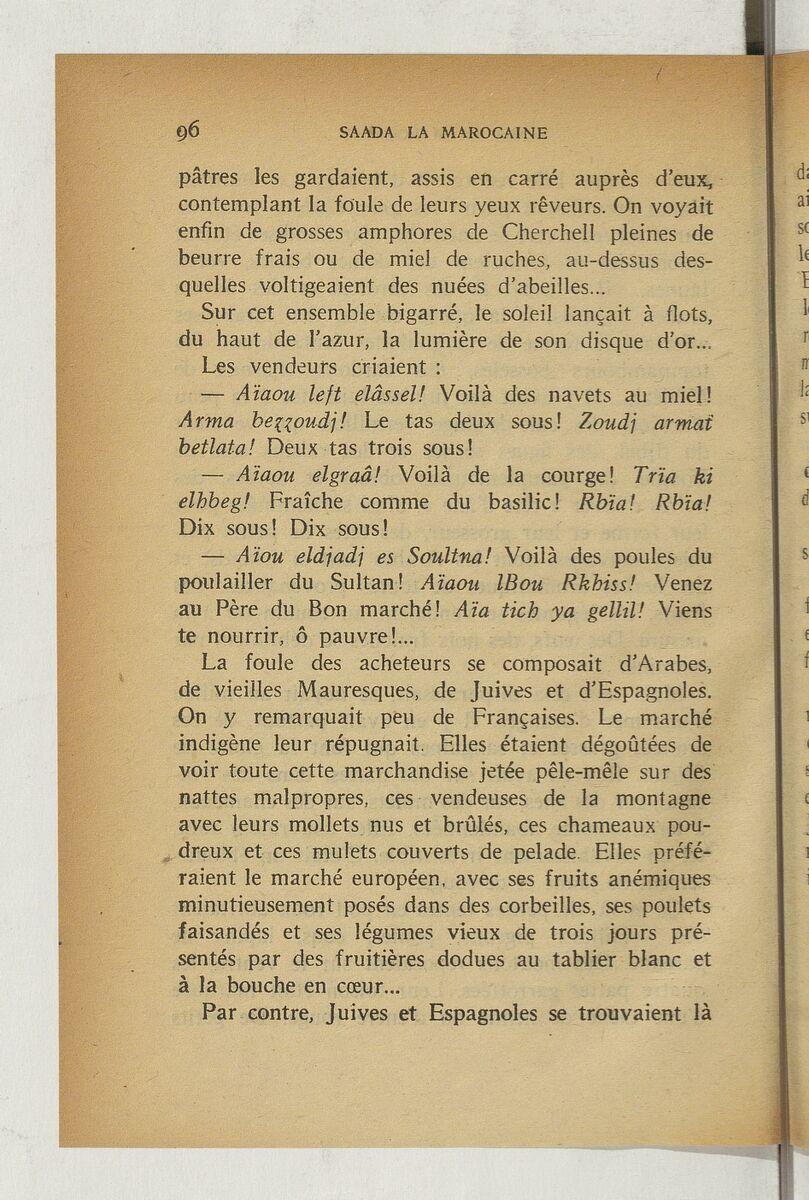 96 SAADA LA MAROCAINE
pâtres les gardaient, assis en carré auprès d'eux,
contemplant la foule de leurs yeux rêveurs. On voyait
enfin de grosses amphores de Cherchell pleines de
beurre frais ou de miel de ruches, au-dessus des-
quelles voltigeaient des nuées d'abeilles...
Sur cet ensemble bigarré, le soleil lançait à flots,
du haut de l'azur, la lumière de son disque d'or...
Les vendeurs criaient :
— Aïaou left elâssel! Voilà des navets au miel!
Arma bezzoudj! Le tas deux sous! Zoudj armat
betlata! Deux tas trois sous!
— Aïaou elgraâ! Voilà de la courge! Trïa ki
elhbeg! Fraîche comme du basilic! Rbïa! Rbïa!
Dix sous! Dix sous!
— Aïou eldjadj es Soultna! Voilà des poules du
poulailler du Sultan! Aïaou lBou Rkhiss! Venez
au Père du Bon marché! Aïa tich ya gellil! Viens
te nourrir, ô pauvre!...
La foule des acheteurs se composait d'Arabes,
de vieilles Mauresques, de Juives et d'Espagnoles.
On y remarquait peu de Françaises. Le marché
indigène leur répugnait. Elles étaient dégoûtées de
voir toute cette marchandise jetée pêle-mêle sur des
nattes malpropres, ces vendeuses de la montagne
avec leurs mollets nus et brûlés, ces chameaux pou-
dreux et ces mulets couverts de pelade. Elles préfé-
raient le marché européen, avec ses fruits anémiques
minutieusement posés dans des corbeilles, ses poulets
faisandés et ses légumes vieux de trois jours pré-
sentés par des fruitières dodues au tablier blanc et
à la bouche en cœur...
Par contre, Juives et Espagnoles se trouvaient là